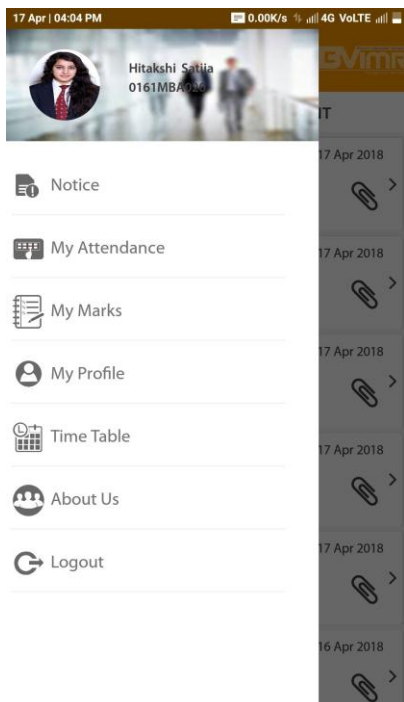 17 Apr | 04:04 PM
0.00K/s 4G VoLTE
BVimR
Hitakshi Satija
0161MBA
IT
17 Apr 2018
Notice
17 Apr 2018
My Attendance
My Marks
17 Apr 2018
My Profile
17 Apr 2018
Time Table
About Us
17 Apr 2018
Logout
16 Apr 2018